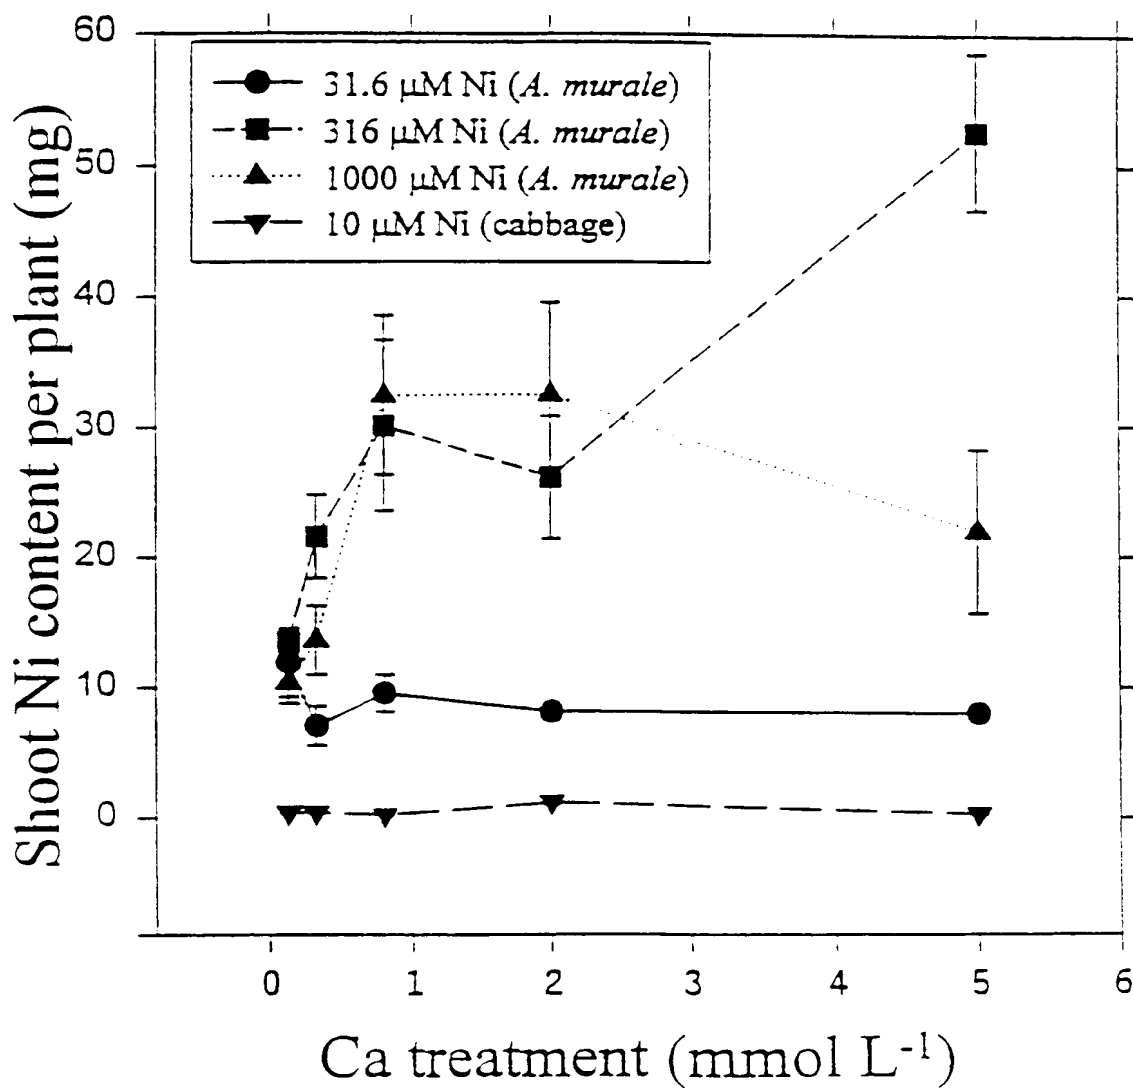 60
50
40
30
20
10
0
Shoot Ni content per plant (mg)
31.6 μM Ni (A. murale)
316 μM Ni (A. murale)
1000 μM Ni (A. murale)
10 μM Ni (cabbage)
0 1 2 3 4 5 6
Ca treatment (mmol L⁻¹)